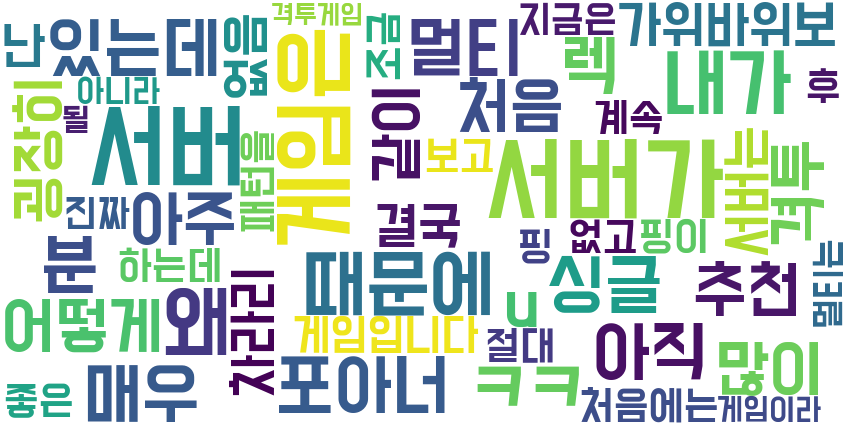 난
있는데
없음
격투게임
게임은
조금
멀티
지금은
가위바위보
렉
내가
후
아니라
될
굉장히
서버
패턴을
같이
처음
계속
보고
서버가
서버는
격투
진짜
아주
결국
핑
없고
핑이
분
하는데
때문에
싱글
추천
멀티는
어떻게
왜
차라리
게임입니다
u
절대
아직
많이
좋은
매우
포아너
ㅋㅋ
처음에는
게임이라